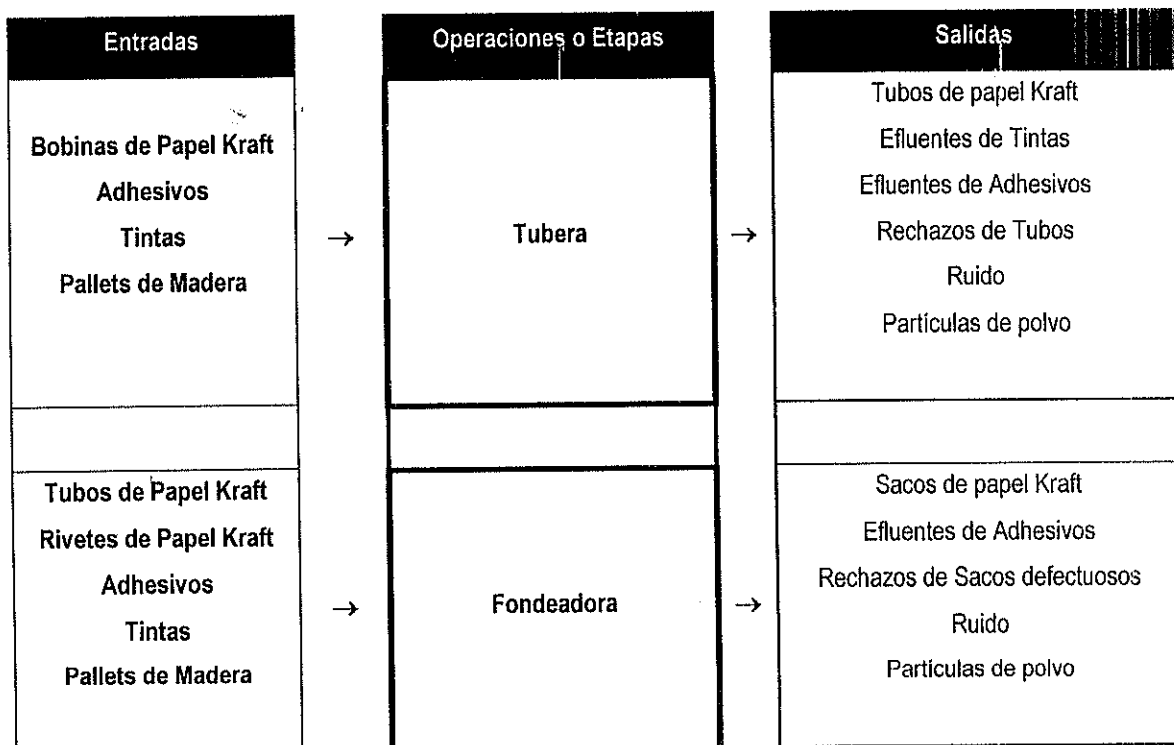 Entradas
Operaciones o Etapas
Salidas
Bobinas de Papel Kraft
Adhesivos
Tintas
Pallets de Madera
→
Tubera
→
Tubos de papel Kraft
Efluentes de Tintas
Efluentes de Adhesivos
Rechazos de Tubos
Ruido
Partículas de polvo
Tubos de Papel Kraft
Rivetes de Papel Kraft
Adhesivos
Tintas
Pallets de Madera
→
Fondeadora
→
Sacos de papel Kraft
Efluentes de Adhesivos
Rechazos de Sacos defectuosos
Ruido
Partículas de polvo